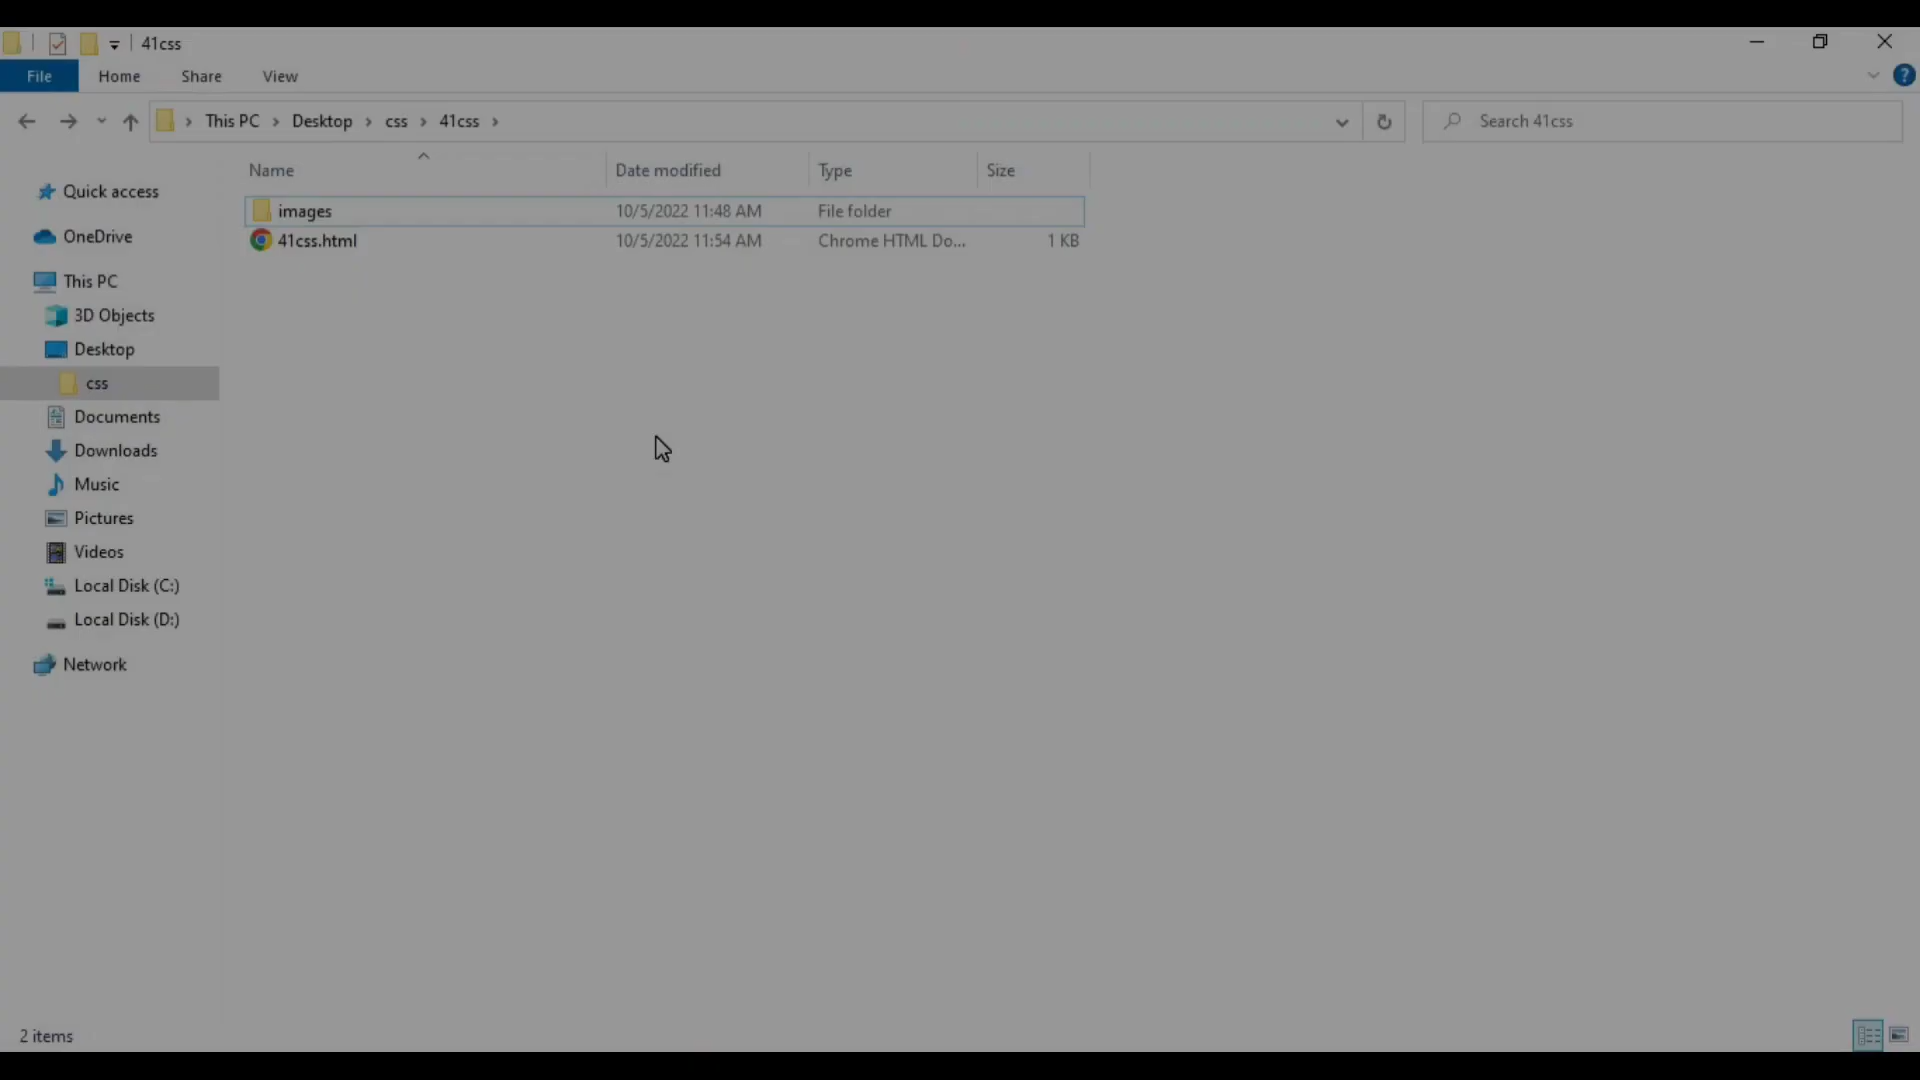 41css
File Home Share View
This PC Desktop css 41css Search 41css
Name Date modified Type Size
images 10/5/2022 11:48 AM File folder
41css.html 10/5/2022 11:54 AM Chrome HTML Do... 1 KB
Quick access
OneDrive
This PC
3D Objects
Desktop
css
Documents
Downloads
Music
Pictures
Videos
Local Disk (C:)
Local Disk (D:)
Network
2 items